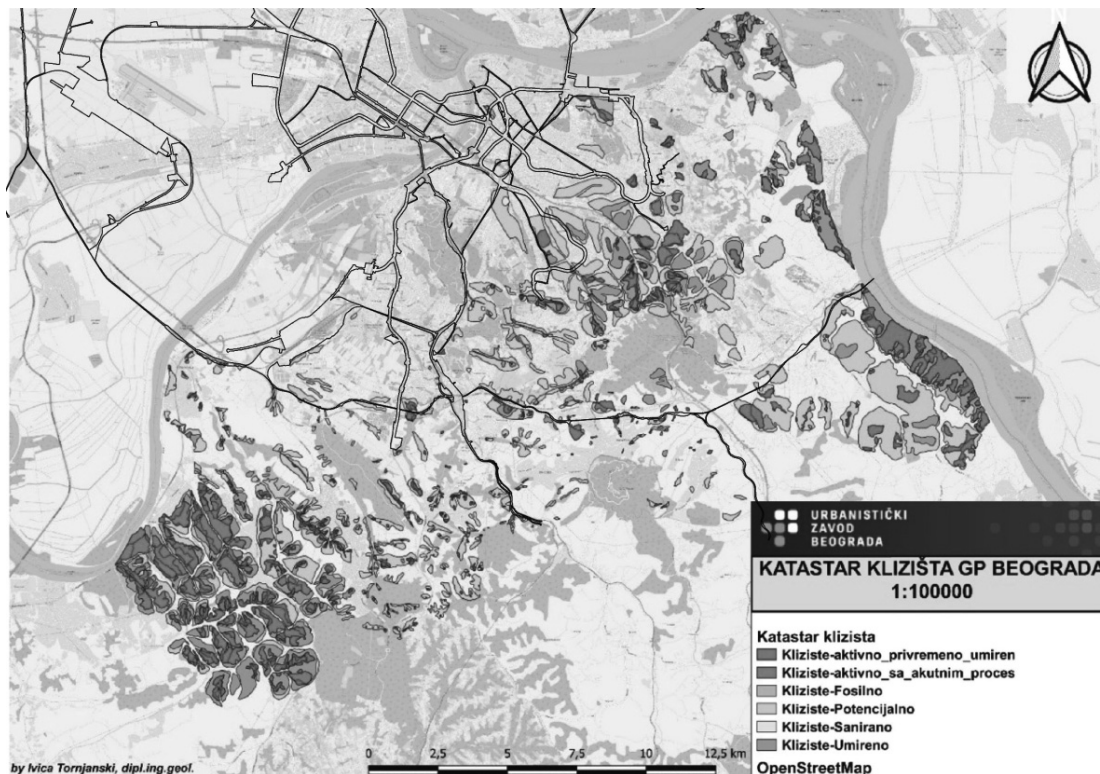 URBANISTIČKI
ZAVOD
BEOGRADA
KATASTAR KLIZIŠTA GP BEOGRADA
1:100000
Katastar klizista
Kliziste-aktivno_privremeno_umiren
Kliziste-aktivno_sa_akutnim_proces
Kliziste-Fosilno
Kliziste-Potencijalno
Kliziste-Sanirano
Kliziste-Umireno
OpenStreetMap
0 2,5 5 7,5 10 12,5 km
by Ivica Tornjanski, dipl.ing.geol.